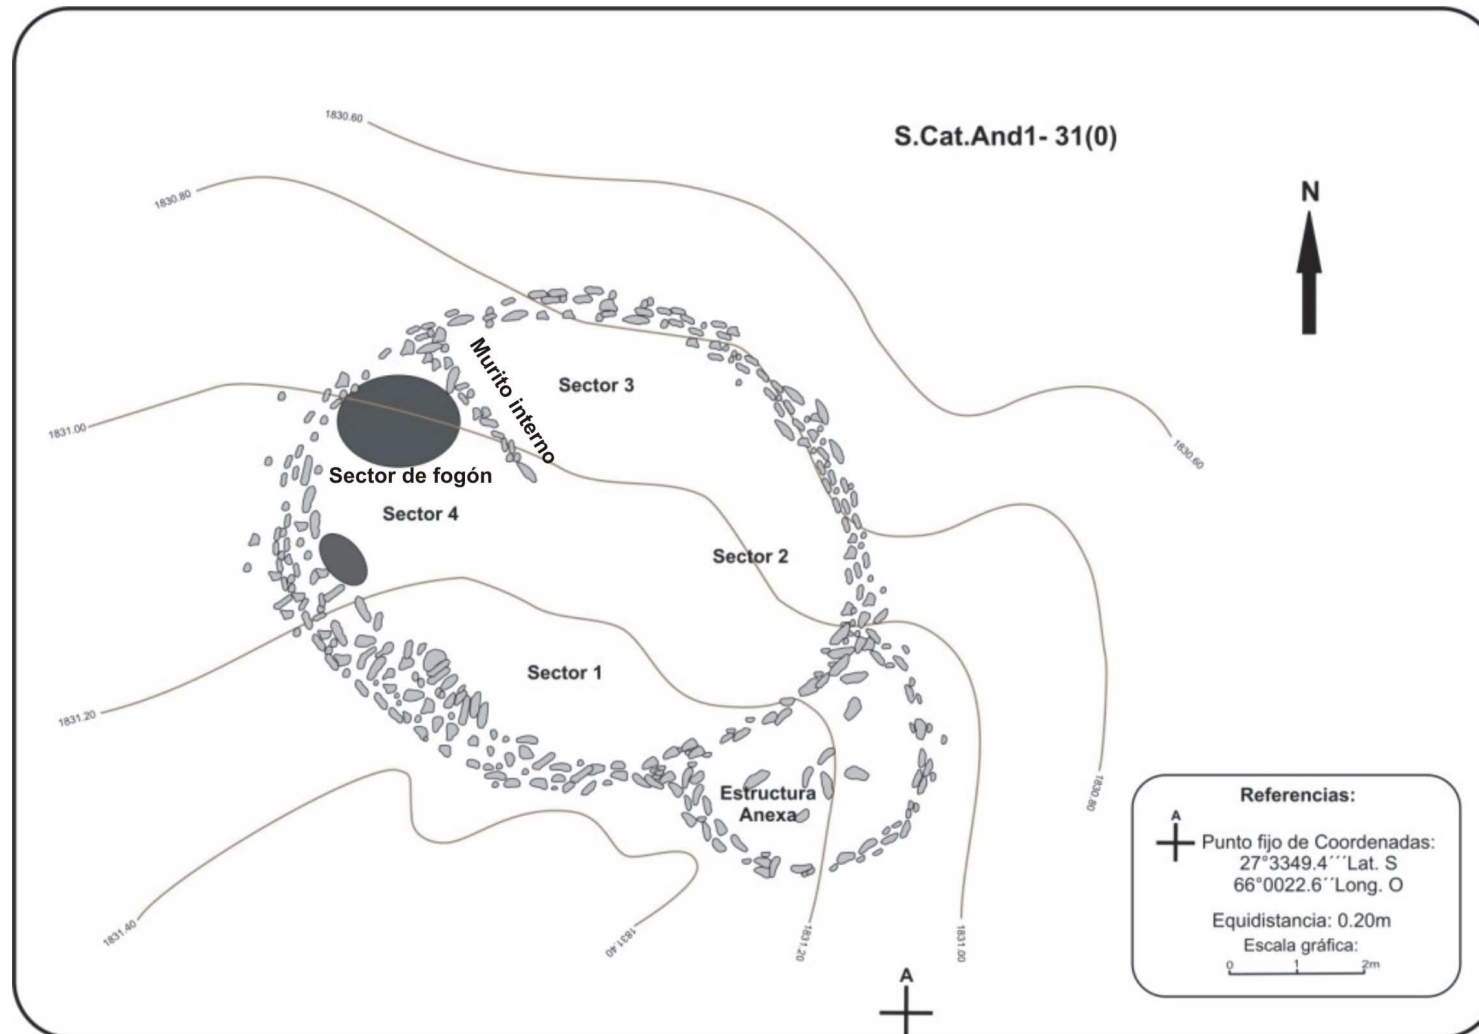 1830.60
S.Cat.And1- 31(0)
1830.80
N
Murito interno
Sector 3
1831.00
1830.60
Sector de fogón
Sector 4
Sector 2
Sector 1
1831.20
Estructura
Anexa
1830.80
1831.40
1831.40
1831.20
1831.00
A
Referencias:
A
Punto fijo de Coordenadas:
27°3349.4´´´Lat. S
66°0022.6´´Long. O
Equidistancia: 0.20m
Escala gráfica:
0 1 2m